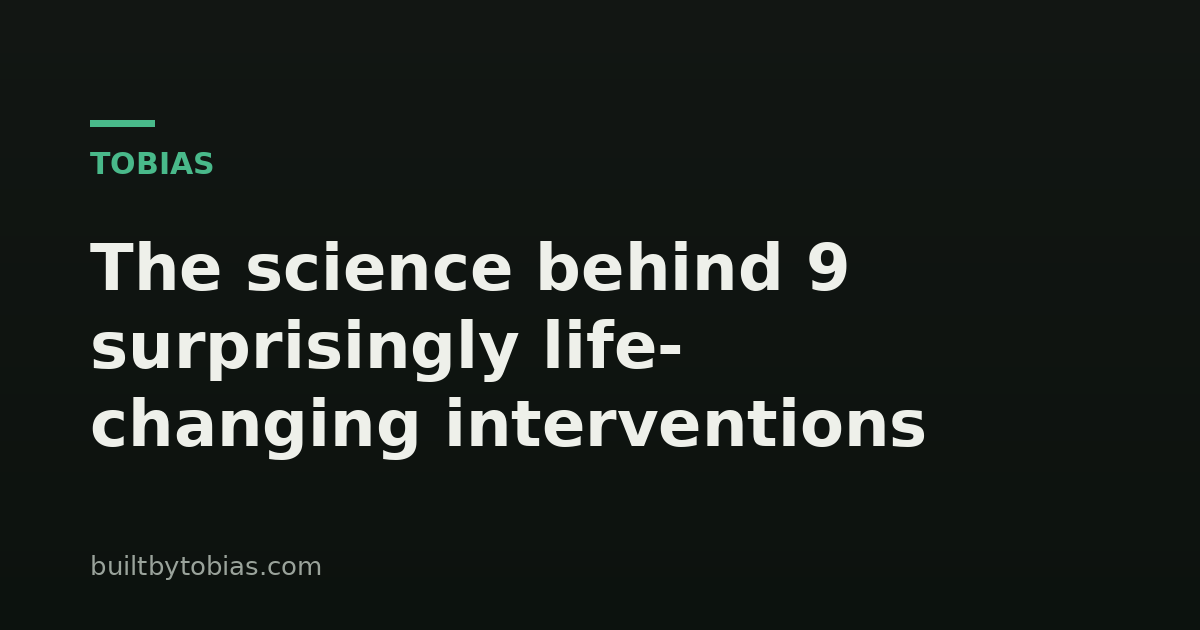 TOBIAS
The science behind 9
surprisingly life-
changing interventions
builtbytobias.com